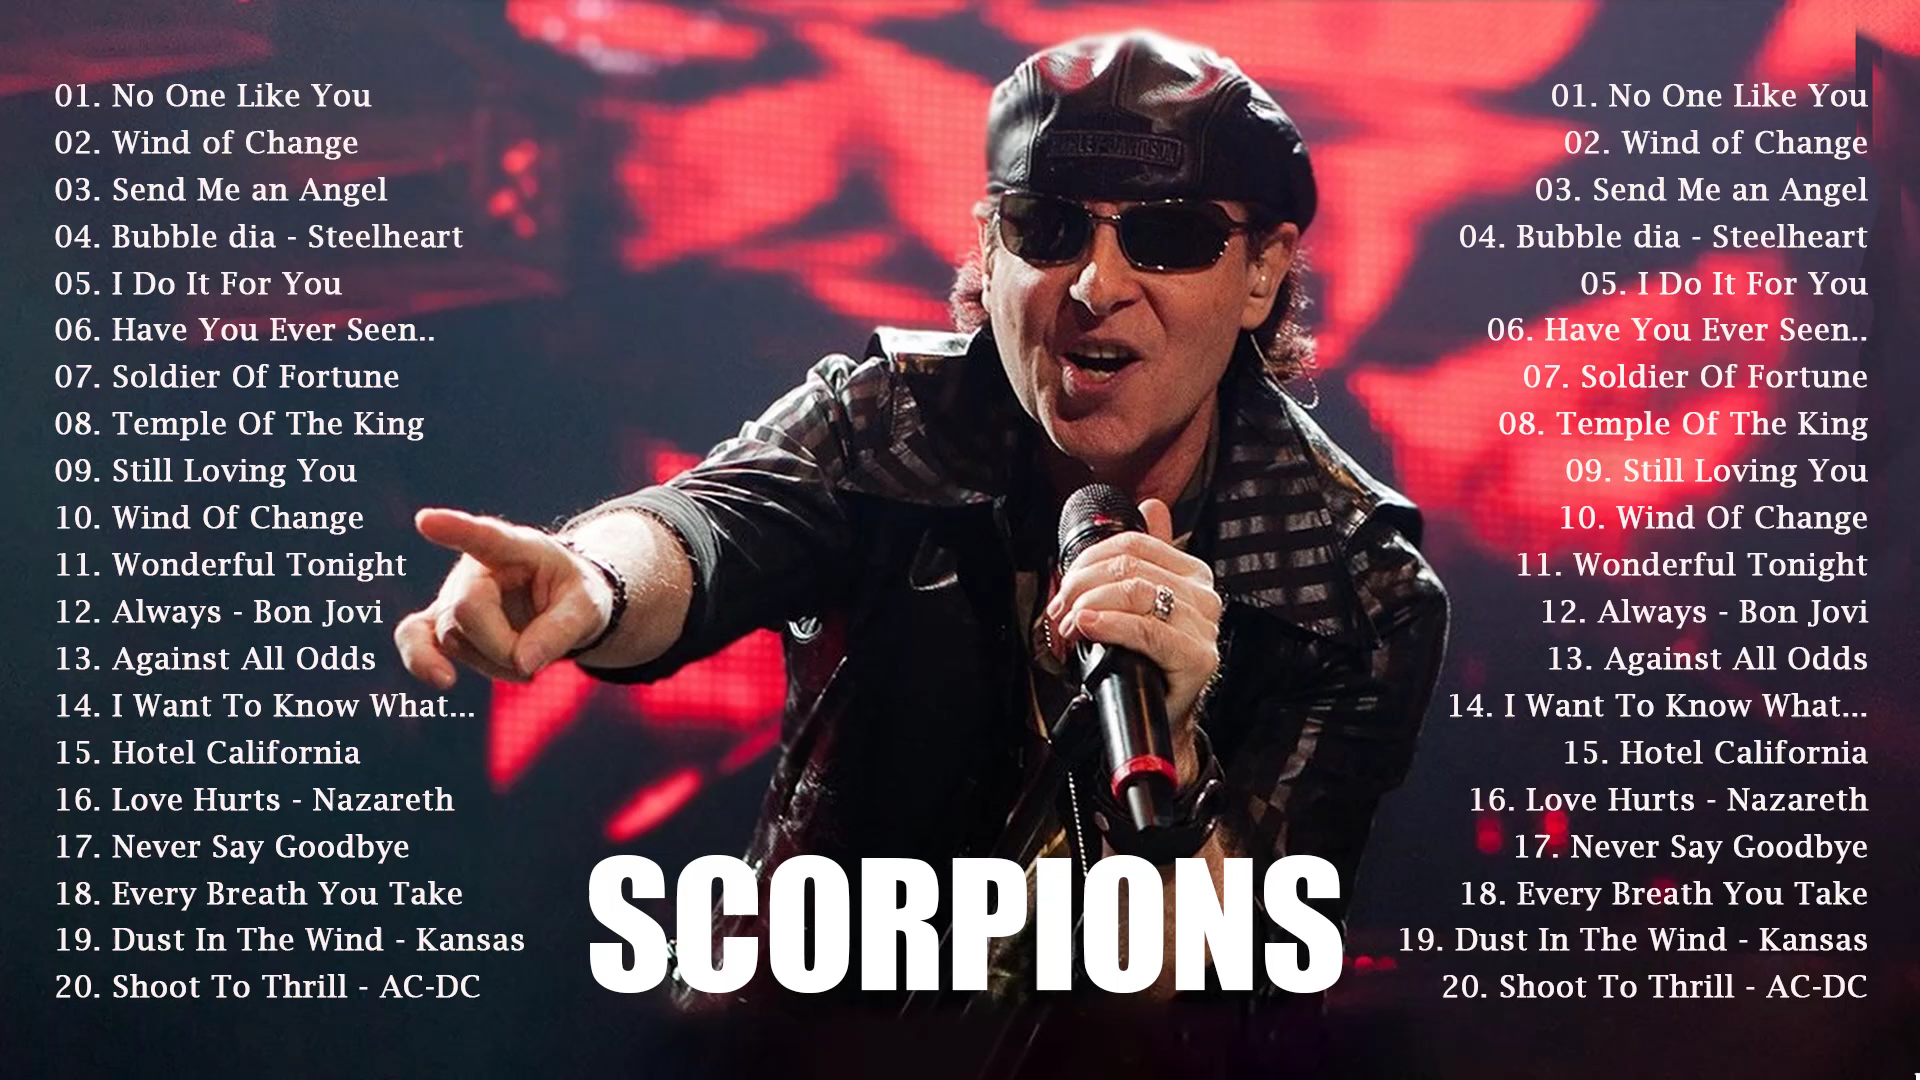 01. No One Like You
02. Wind of Change
03. Send Me an Angel
04. Bubble dia - Steelheart
05. I Do It For You
06. Have You Ever Seen..
07. Soldier Of Fortune
08. Temple Of The King
09. Still Loving You
10. Wind Of Change
11. Wonderful Tonight
12. Always - Bon Jovi
13. Against All Odds
14. I Want To Know What...
15. Hotel California
16. Love Hurts - Nazareth
17. Never Say Goodbye
18. Every Breath You Take
19. Dust In The Wind - Kansas
20. Shoot To Thrill - AC-DC
HARLEY-DAVIDSON
SCORPIONS
01. No One Like You
02. Wind of Change
03. Send Me an Angel
04. Bubble dia - Steelheart
05. I Do It For You
06. Have You Ever Seen..
07. Soldier Of Fortune
08. Temple Of The King
09. Still Loving You
10. Wind Of Change
11. Wonderful Tonight
12. Always - Bon Jovi
13. Against All Odds
14. I Want To Know What...
15. Hotel California
16. Love Hurts - Nazareth
17. Never Say Goodbye
18. Every Breath You Take
19. Dust In The Wind - Kansas
20. Shoot To Thrill - AC-DC